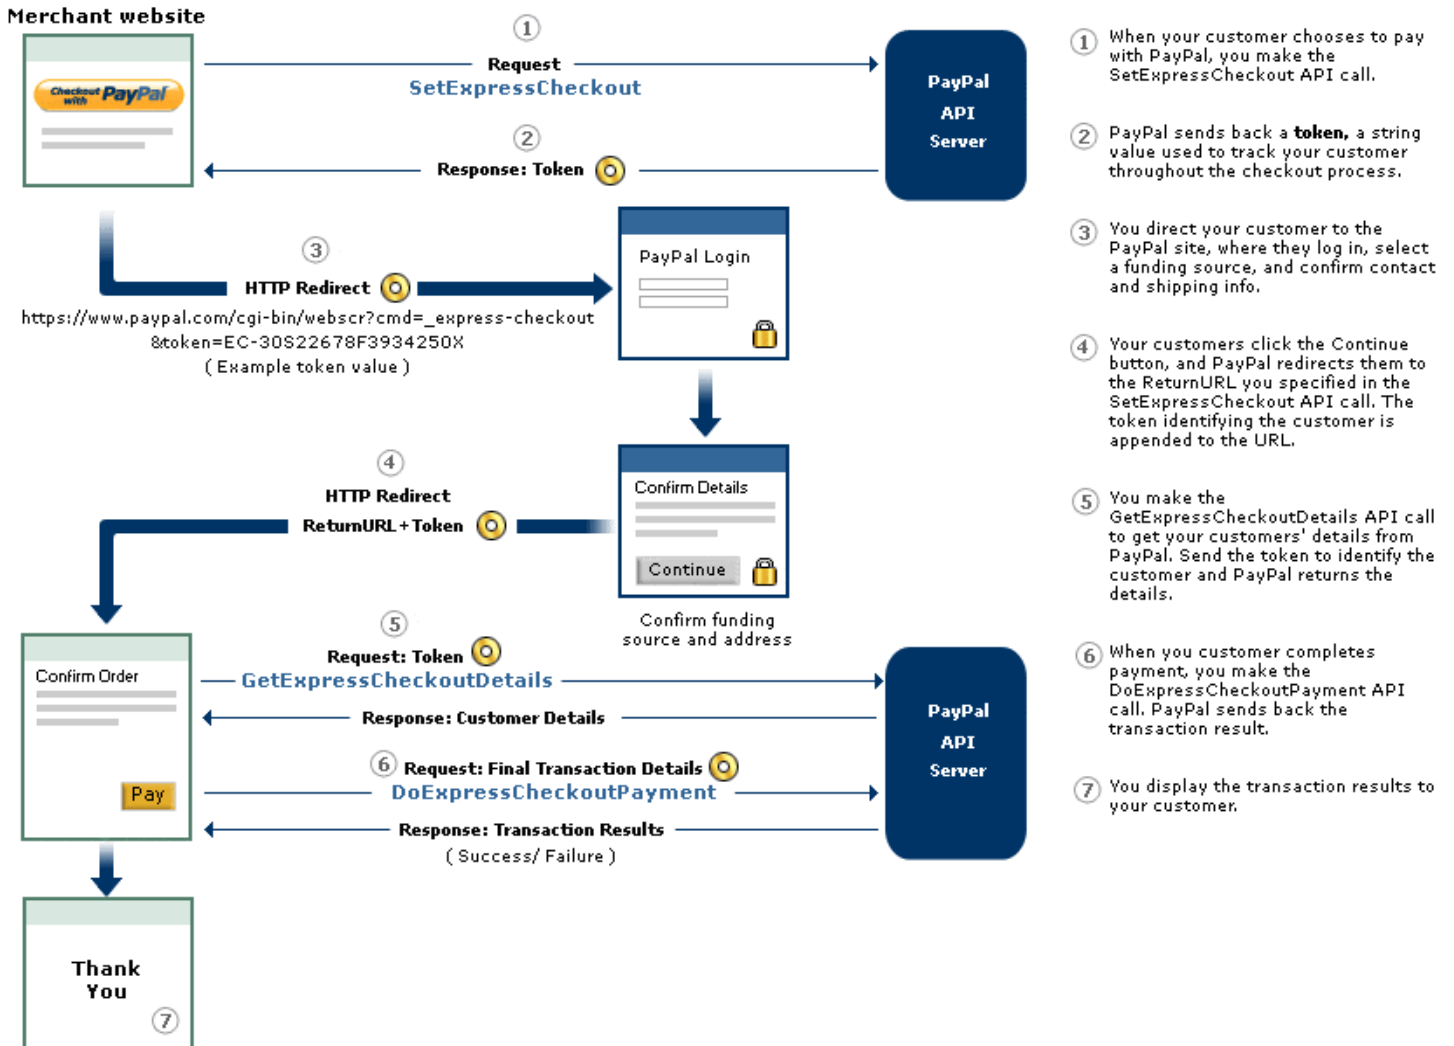 Merchant website
Checkout
with PayPal
1
Request
SetExpressCheckout
2
Response: Token
PayPal
API
Server
3
HTTP Redirect
https://www.paypal.com/cgi-bin/webscr?cmd=_express-checkout
&token=EC-30S22678F3934250X
( Example token value )
PayPal Login
4
HTTP Redirect
ReturnURL+Token
Confirm Details
Continue
Confirm funding
source and address
5
Request: Token
GetExpressCheckoutDetails
Response: Customer Details
6 Request: Final Transaction Details
DoExpressCheckoutPayment
Response: Transaction Results
( Success/ Failure )
Confirm Order
Pay
PayPal
API
Server
Thank
You
7
1 When your customer chooses to pay
with PayPal, you make the
SetExpressCheckout API call.
2 PayPal sends back a token, a string
value used to track your customer
throughout the checkout process.
3 You direct your customer to the
PayPal site, where they log in, select
a funding source, and confirm contact
and shipping info.
4 Your customers click the Continue
button, and PayPal redirects them to
the ReturnURL you specified in the
SetExpressCheckout API call. The
token identifying the customer is
appended to the URL.
5 You make the
GetExpressCheckoutDetails API call
to get your customers' details from
PayPal. Send the token to identify the
customer and PayPal returns the
details.
6 When you customer completes
payment, you make the
DoExpressCheckoutPayment API
call. PayPal sends back the
transaction result.
7 You display the transaction results to
your customer.